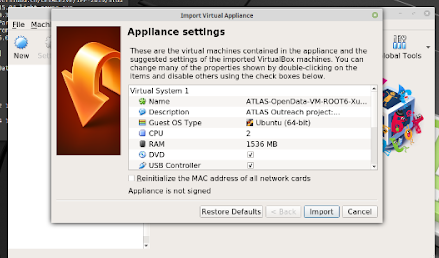 File
Machine
New
Global Tools
Import Virtual Appliance
Appliance settings
These are the virtual machines contained in the appliance and the
suggested settings of the imported VirtualBox machines. You can
change many of the properties shown by double-clicking on the
items and disable others using the check boxes below.
Virtual System 1
Name ATLAS-OpenData-VM-ROOT6-Xu...
Description ATLAS Outreach project:...
Guest OS Type Ubuntu (64-bit)
CPU 2
RAM 1536 MB
DVD
USB Controller
Reinitialize the MAC address of all network cards
Appliance is not signed
Restore Defaults
< Back
Import
Cancel